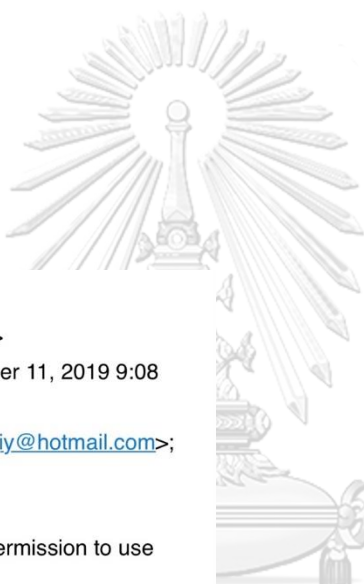 >
er 11, 2019 9:08
iy@hotmail.com>;
ermission to use